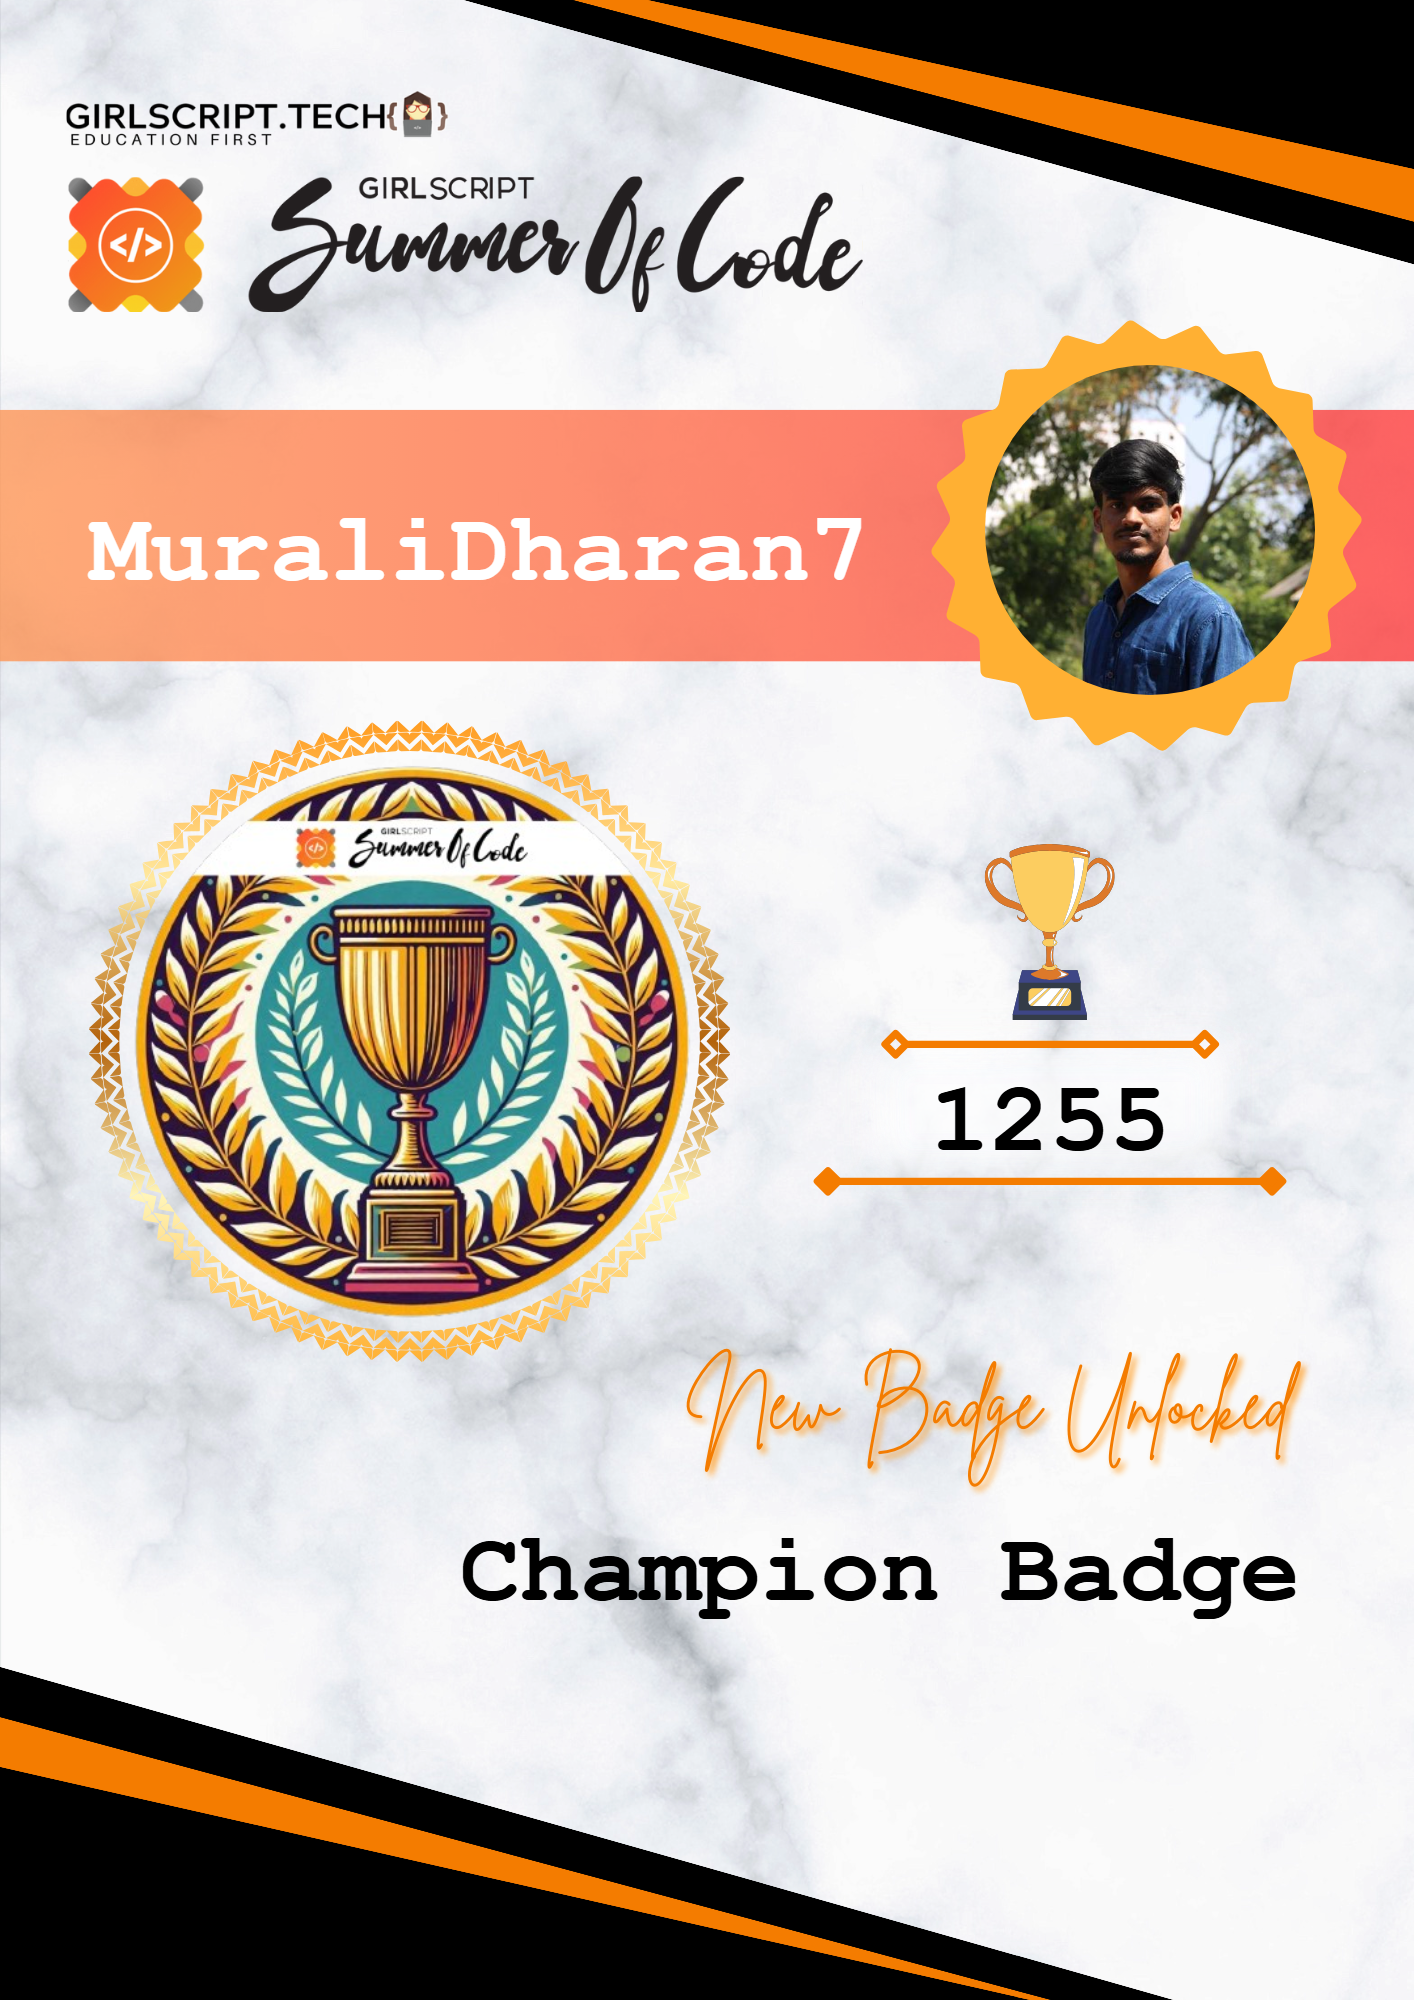 GIRLSCRIPT.TECH{ }
EDUCATION FIRST
GIRLSCRIPT
Summer Of Code
</>
MuraliDharan7
GIRLSCRIPT
Summer Of Code
</>
1255
New Badge Unlocked
Champion Badge